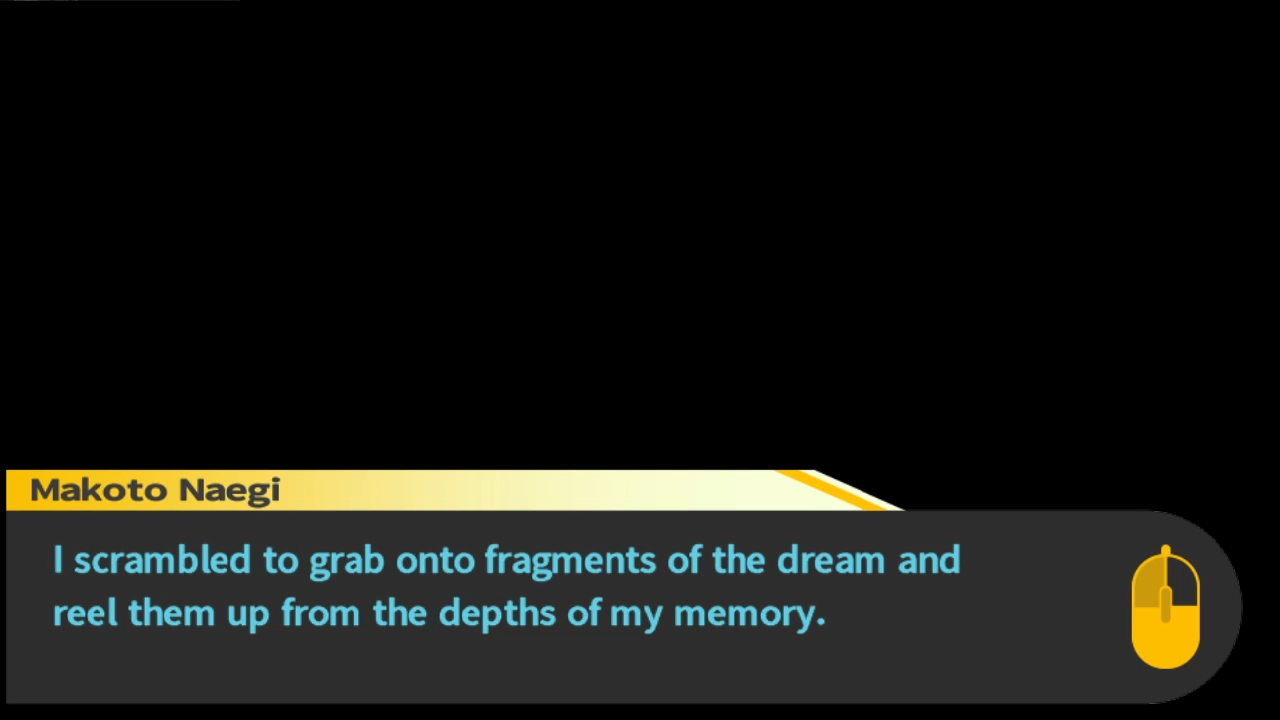 Makoto Naegi
I scrambled to grab onto fragments of the dream and
reel them up from the depths of my memory.